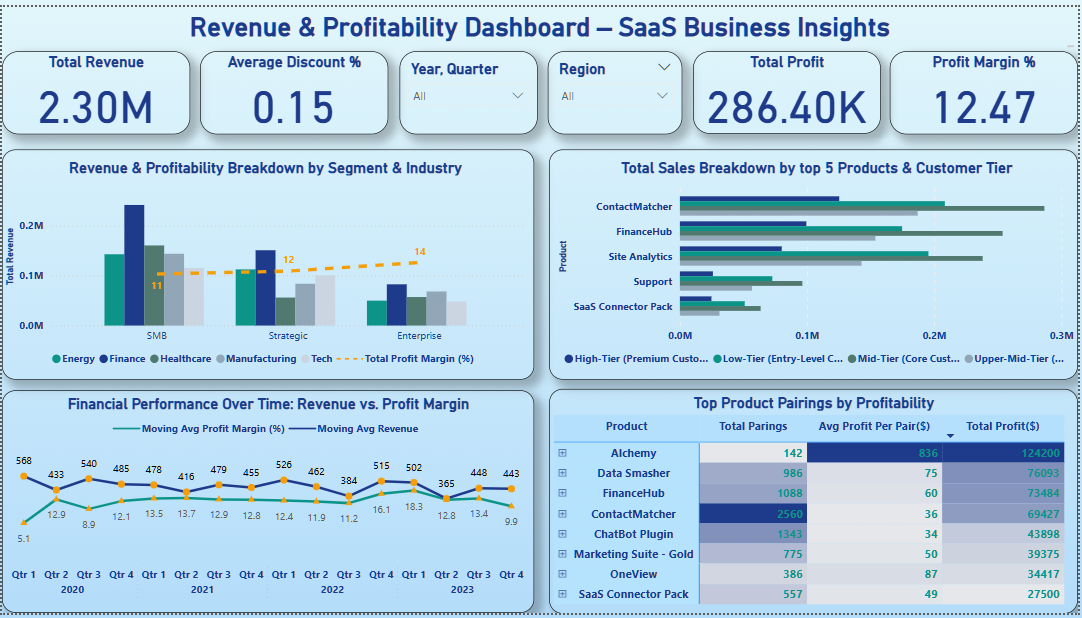 Revenue & Profitability Dashboard – SaaS Business Insights
Total Revenue
2.30M
Average Discount %
0.15
Year, Quarter
All
Region
All
Total Profit
286.40K
Profit Margin %
12.47
Revenue & Profitability Breakdown by Segment & Industry
Total Revenue
0.2M
0.1M
0.0M
11
12
14
SMB Strategic Enterprise
Energy Finance Healthcare Manufacturing Tech Total Profit Margin (%)
Total Sales Breakdown by top 5 Products & Customer Tier
Product
ContactMatcher
FinanceHub
Site Analytics
Support
SaaS Connector Pack
0.0M 0.1M 0.2M 0.3M
High-Tier (Premium Custo... Low-Tier (Entry-Level C... Mid-Tier (Core Cust... Upper-Mid-Tier (...
Financial Performance Over Time: Revenue vs. Profit Margin
Moving Avg Profit Margin (%) Moving Avg Revenue
568 433 540 485 478 416 479 455 526 462 384 515 502 365 448 443
5.1 12.9 8.9 12.1 13.5 13.7 12.9 12.8 12.4 11.9 11.2 16.1 18.3 12.8 13.4 9.9
Qtr 1 Qtr 2 Qtr 3 Qtr 4 Qtr 1 Qtr 2 Qtr 3 Qtr 4 Qtr 1 Qtr 2 Qtr 3 Qtr 4 Qtr 1 Qtr 2 Qtr 3 Qtr 4
2020 2021 2022 2023
Top Product Pairings by Profitability
Product Total Parings Avg Profit Per Pair($) Total Profit($)
Alchemy 142 836 124200
Data Smasher 986 75 76093
FinanceHub 1088 60 73484
ContactMatcher 2560 36 69427
ChatBot Plugin 1343 34 43898
Marketing Suite - Gold 775 50 39375
OneView 386 87 34417
SaaS Connector Pack 557 49 27500